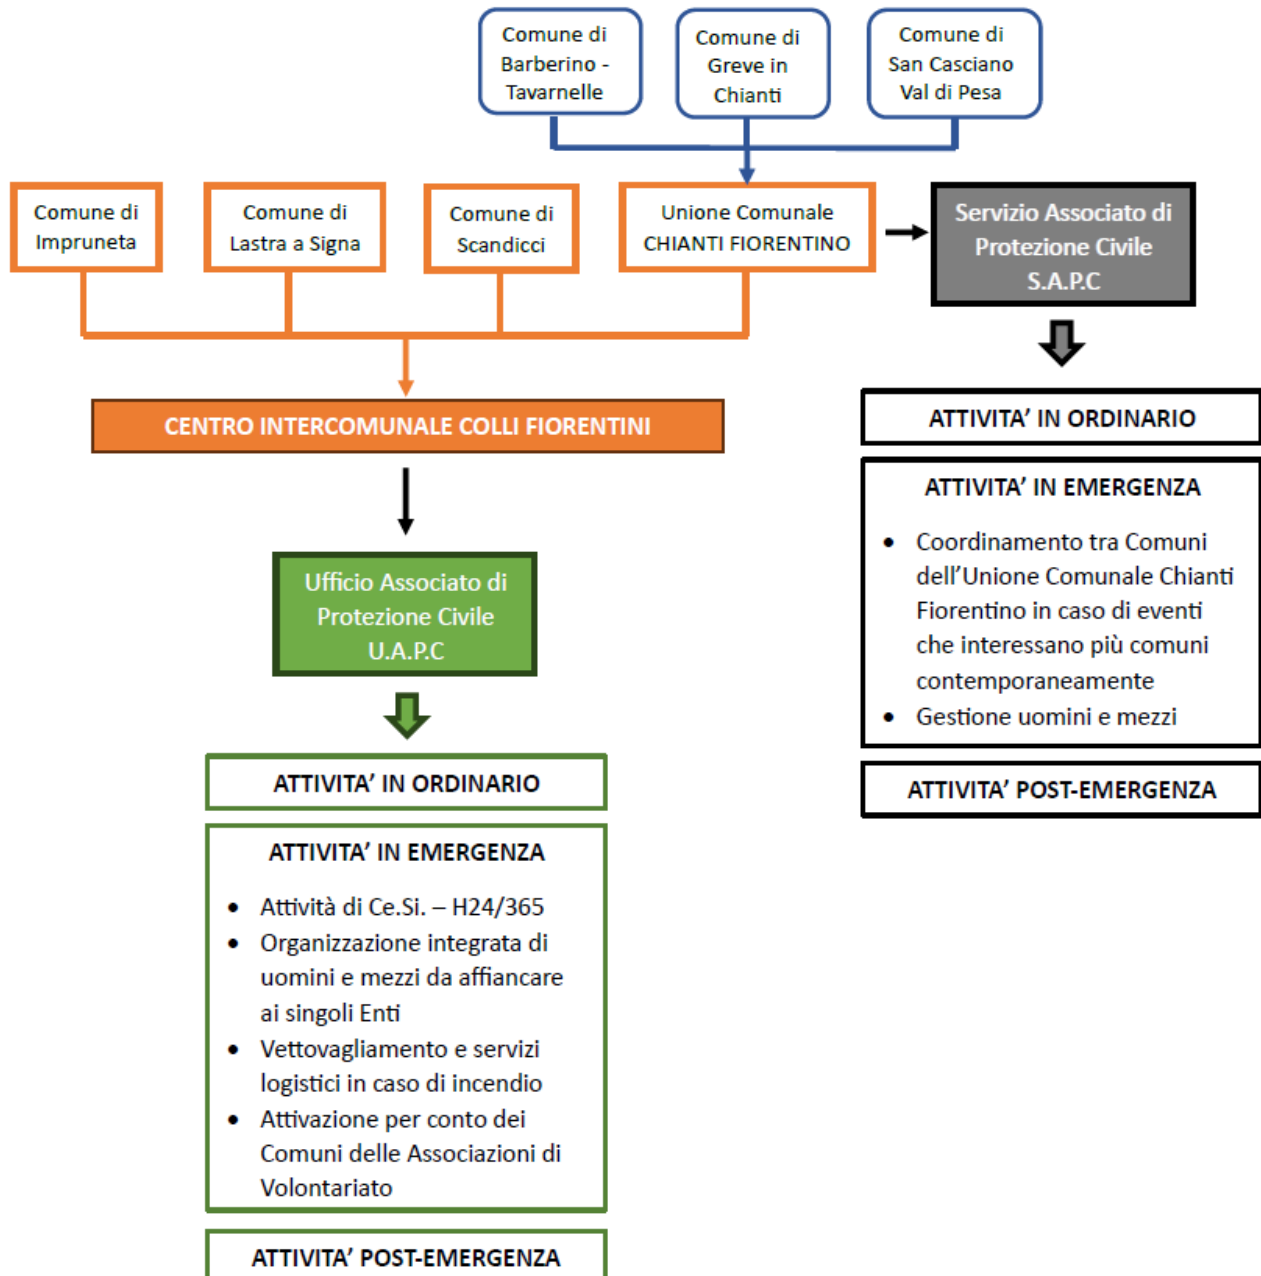 Comune di
Barberino -
Tavarnelle
Comune di
Greve in
Chianti
Comune di
San Casciano
Val di Pesa
Comune di
Impruneta
Comune di
Lastra a Signa
Comune di
Scandicci
Unione Comunale
CHIANTI FIORENTINO
Servizio Associato di
Protezione Civile
S.A.P.C
CENTRO INTERCOMUNALE COLLI FIORENTINI
Ufficio Associato di
Protezione Civile
U.A.P.C
ATTIVITA’ IN ORDINARIO
ATTIVITA’ IN EMERGENZA
• Attività di Ce.Si. – H24/365
• Organizzazione integrata di
uomini e mezzi da affiancare
ai singoli Enti
• Vettovagliamento e servizi
logistici in caso di incendio
• Attivazione per conto dei
Comuni delle Associazioni di
Volontariato
ATTIVITA’ POST-EMERGENZA
ATTIVITA’ IN ORDINARIO
ATTIVITA’ IN EMERGENZA
• Coordinamento tra Comuni
dell’Unione Comunale Chianti
Fiorentino in caso di eventi
che interessano più comuni
contemporaneamente
• Gestione uomini e mezzi
ATTIVITA’ POST-EMERGENZA